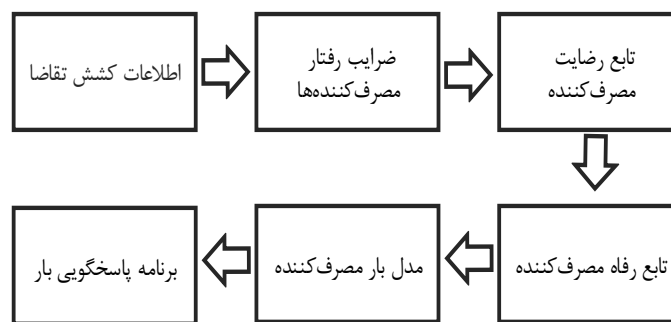 اطلاعات کشش تقاضا
ضرایب رفتار
مصرف‌کننده‌ها
تابع رضایت
مصرف‌کننده
تابع رفاه مصرف‌کننده
مدل بار مصرف‌کننده
برنامه پاسخگویی بار